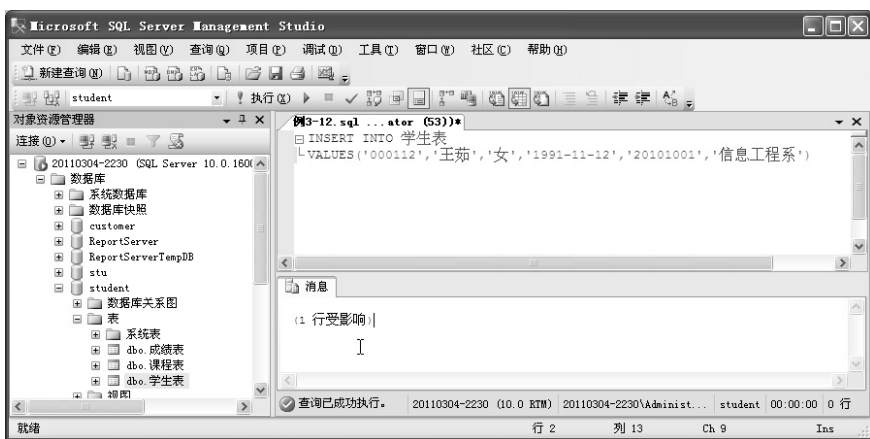 Microsoft SQL Server Management Studio
文件(F) 编辑(E) 视图(V) 查询(Q) 项目(P) 调试(D) 工具(T) 窗口(W) 社区(C) 帮助(H)
新建查询(N)
student 执行(X)
对象资源管理器
连接(O)
20110304-2230 (SQL Server 10.0.160(
数据库
系统数据库
数据库快照
customer
ReportServer
ReportServerTempDB
stu
student
数据库关系图
表
系统表
dbo.成绩表
dbo.课程表
dbo.学生表
视图
例3-12.sql ...ator (53))*
INSERT INTO 学生表
VALUES('000112','王茹','女','1991-11-12','20101001','信息工程系')
消息
(1 行受影响)
查询已成功执行。 20110304-2230 (10.0 RTM) 20110304-2230\Administ... student 00:00:00 0 行
就绪 行 2 列 13 Ch 9 Ins